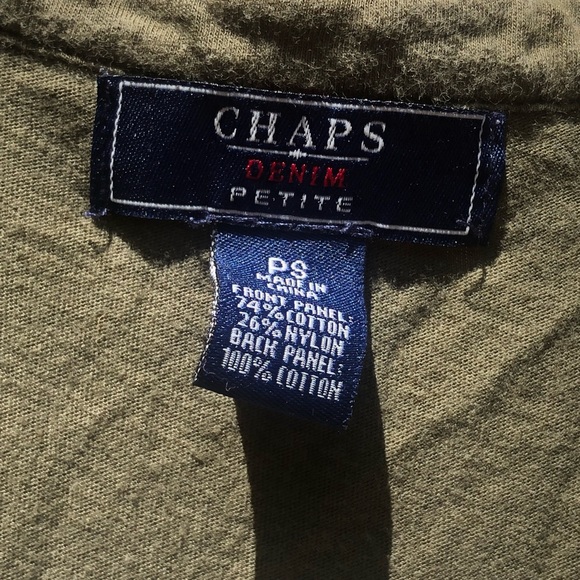 CHAPS
DENIM
PETITE
PS
MADE IN
CHINA
FRONT PANEL:
74% COTTON
26% NYLON
BACK PANEL:
100% COTTON